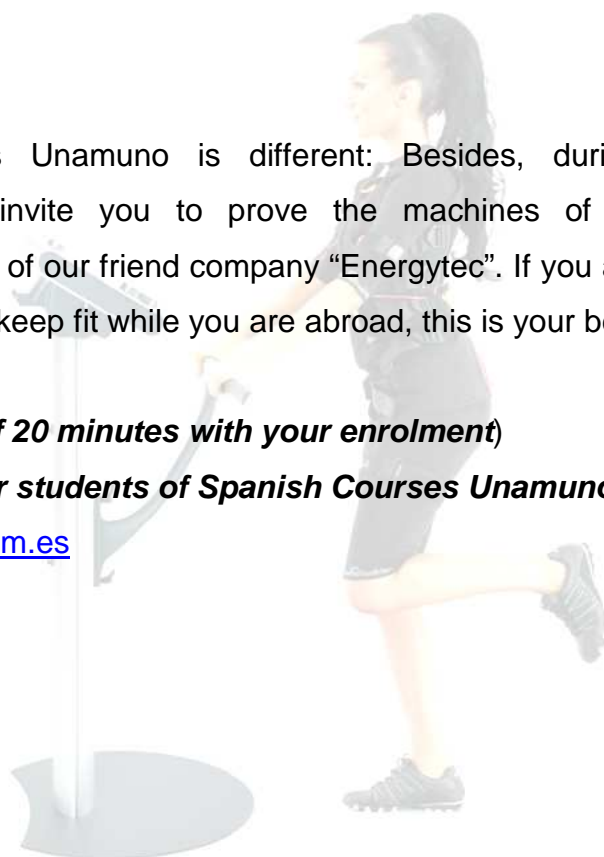 Unamuno is different: Besides,
invite you to prove the machines of
of our friend company “Energytec”. If you
keep fit while you are abroad, this is your
20 minutes with your enrolment)
students of Spanish Courses Unamuno
m.es